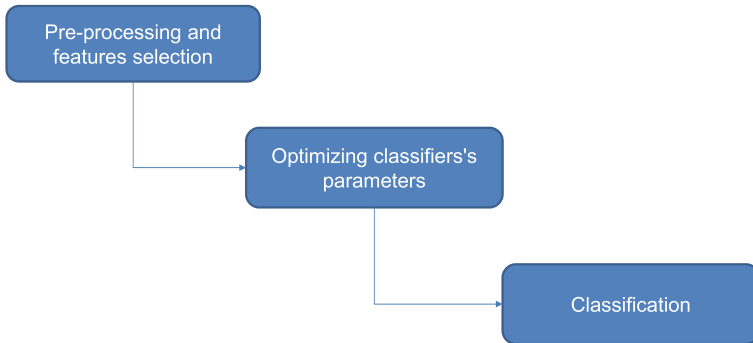 Pre-processing and
features selection
Optimizing classifiers's
parameters
Classification